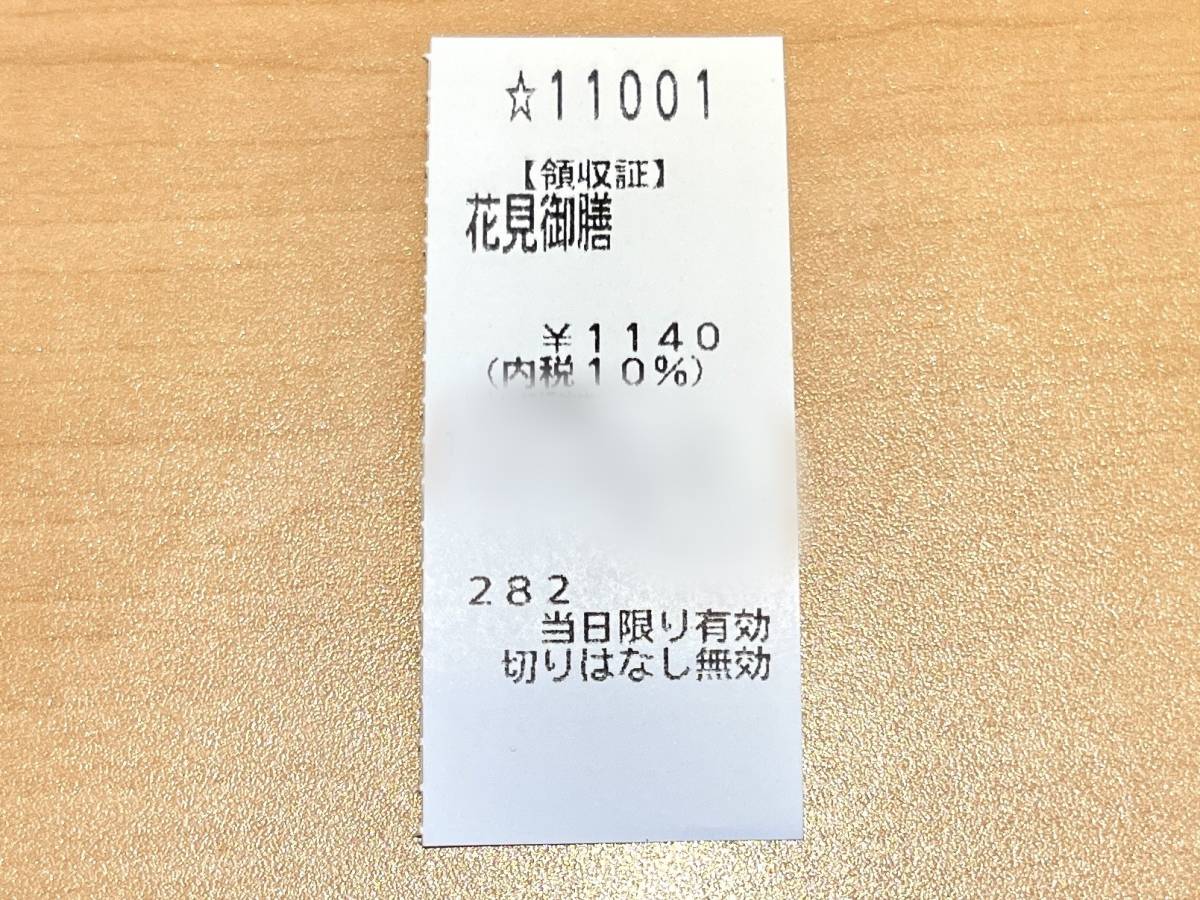 ☆11001
【領収証】
花見御膳
¥1140
(内税10%)
282
当日限り有効
切りはなし無効